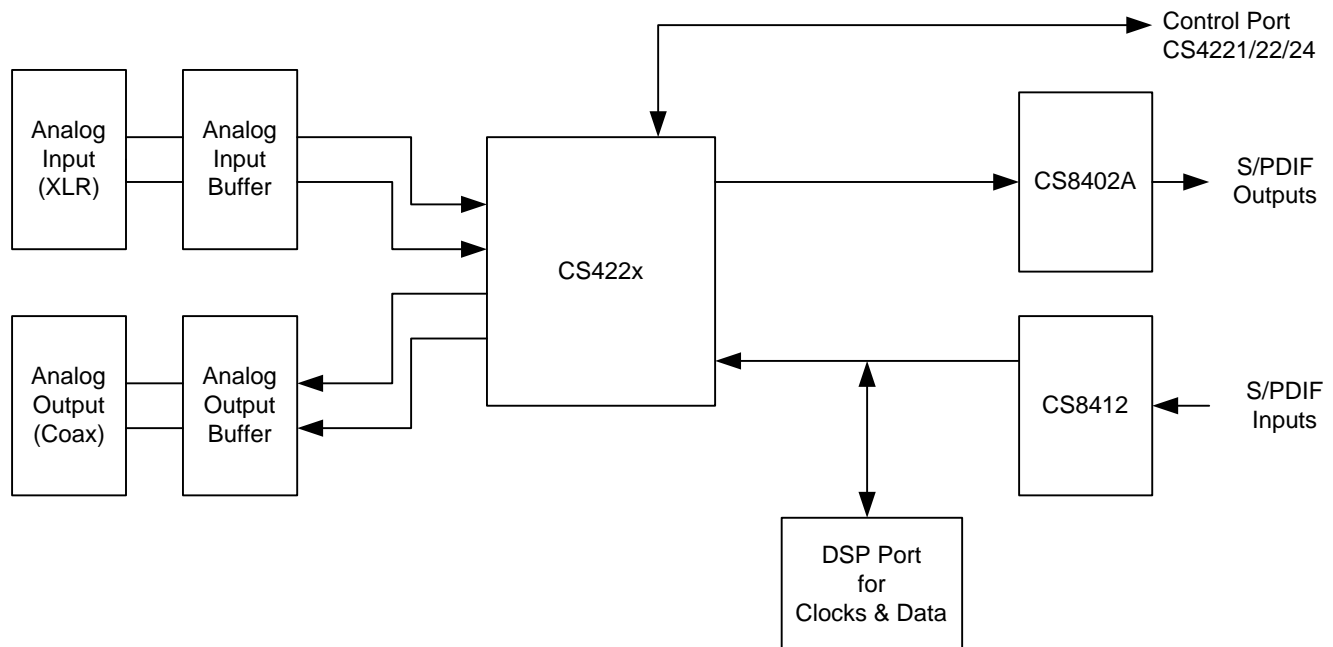 Control Port
CS4221/22/24
Analog
Input
(XLR)
Analog
Input
Buffer
CS422x
CS8402A
S/PDIF
Outputs
Analog
Output
(Coax)
Analog
Output
Buffer
CS8412
S/PDIF
Inputs
DSP Port
for
Clocks & Data